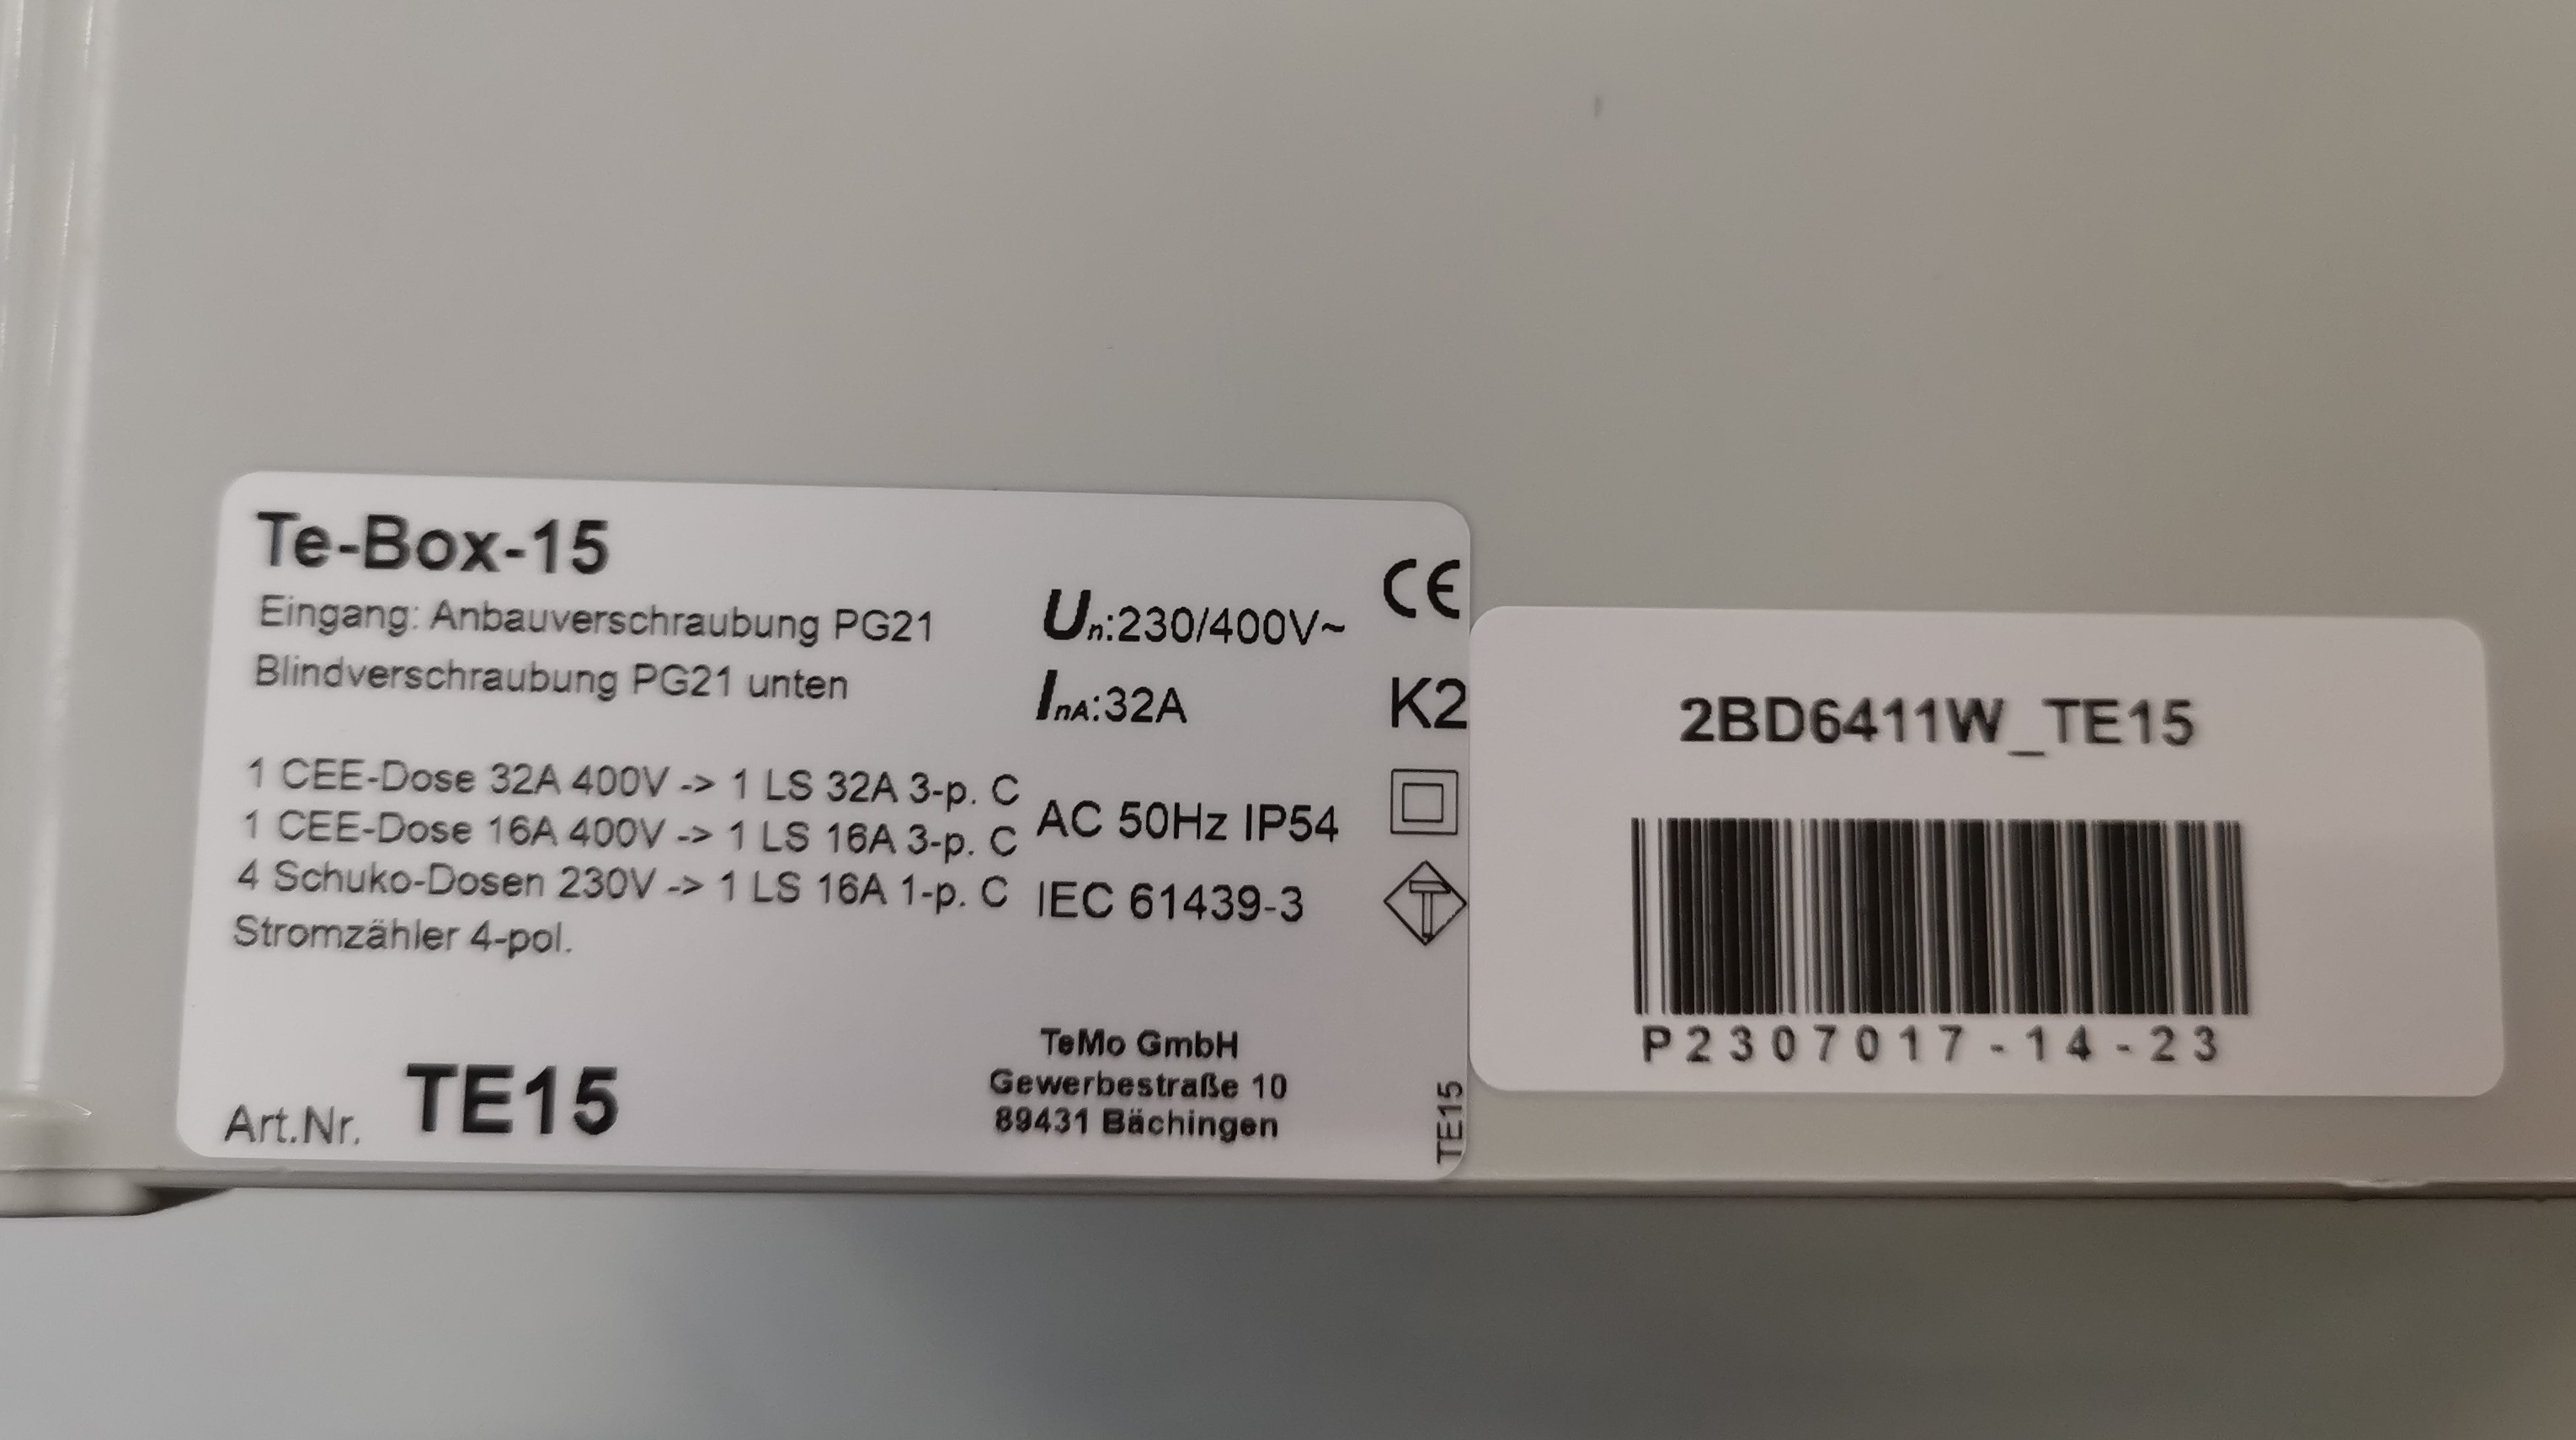 Te-Box-15
Eingang: Anbauverschraubung PG21
Blindverschraubung PG21 unten
1 CEE-Dose 32A 400V -> 1 LS 32A 3-p. C
1 CEE-Dose 16A 400V -> 1 LS 16A 3-p. C
4 Schuko-Dosen 230V -> 1 LS 16A 1-p. C
Stromzähler 4-pol.
Art.Nr. TE15
Un:230/400V~
InA:32A
AC 50Hz IP54
IEC 61439-3
TeMo GmbH
Gewerbestraße 10
89431 Bächingen
CE
K2
T
TE15
2BD6411W_TE15
P2307017-14-23